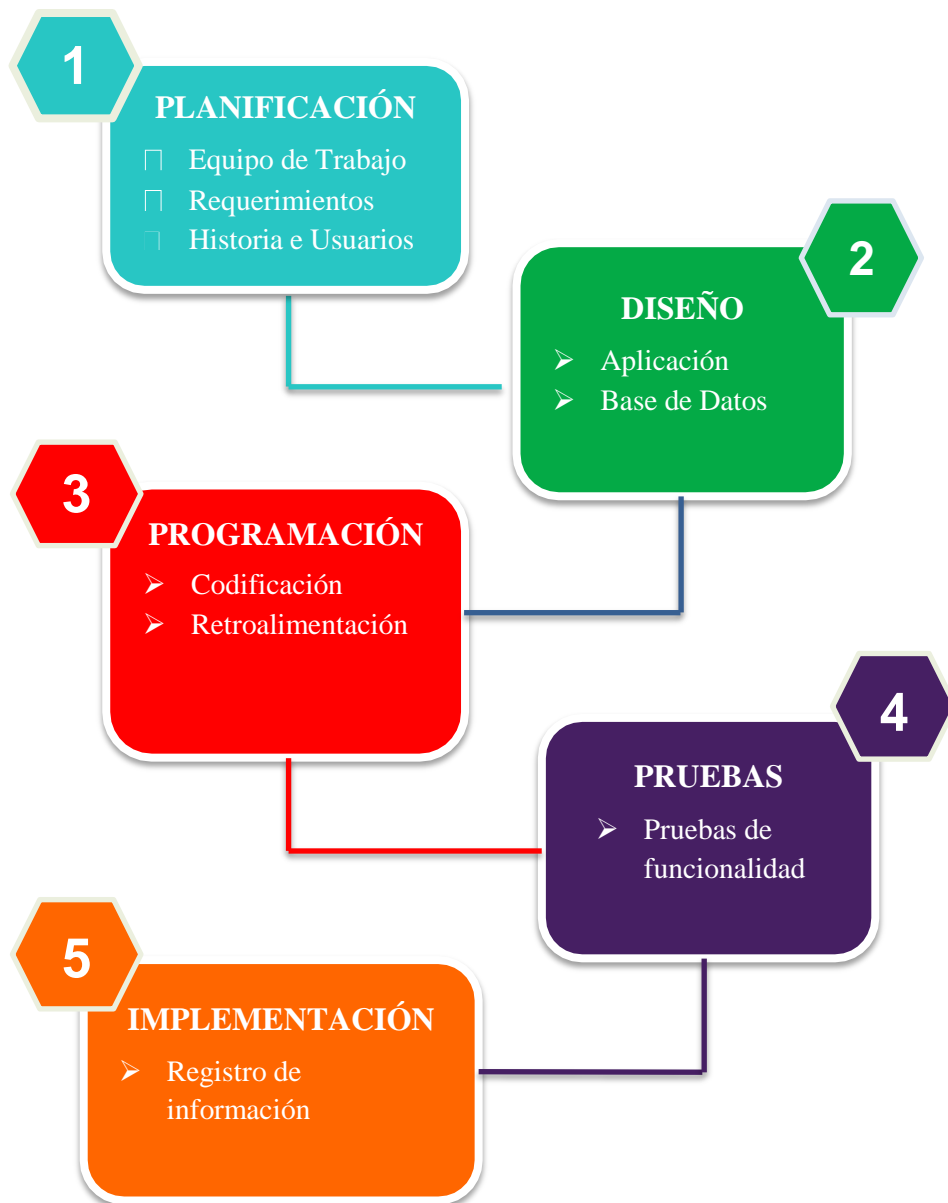 1
PLANIFICACIÓN
Equipo de Trabajo
Requerimientos
Historia e Usuarios
2
DISEÑO
➢ Aplicación
➢ Base de Datos
3
PROGRAMACIÓN
➢ Codificación
➢ Retroalimentación
4
PRUEBAS
➢ Pruebas de
funcionalidad
5
IMPLEMENTACIÓN
➢ Registro de
información